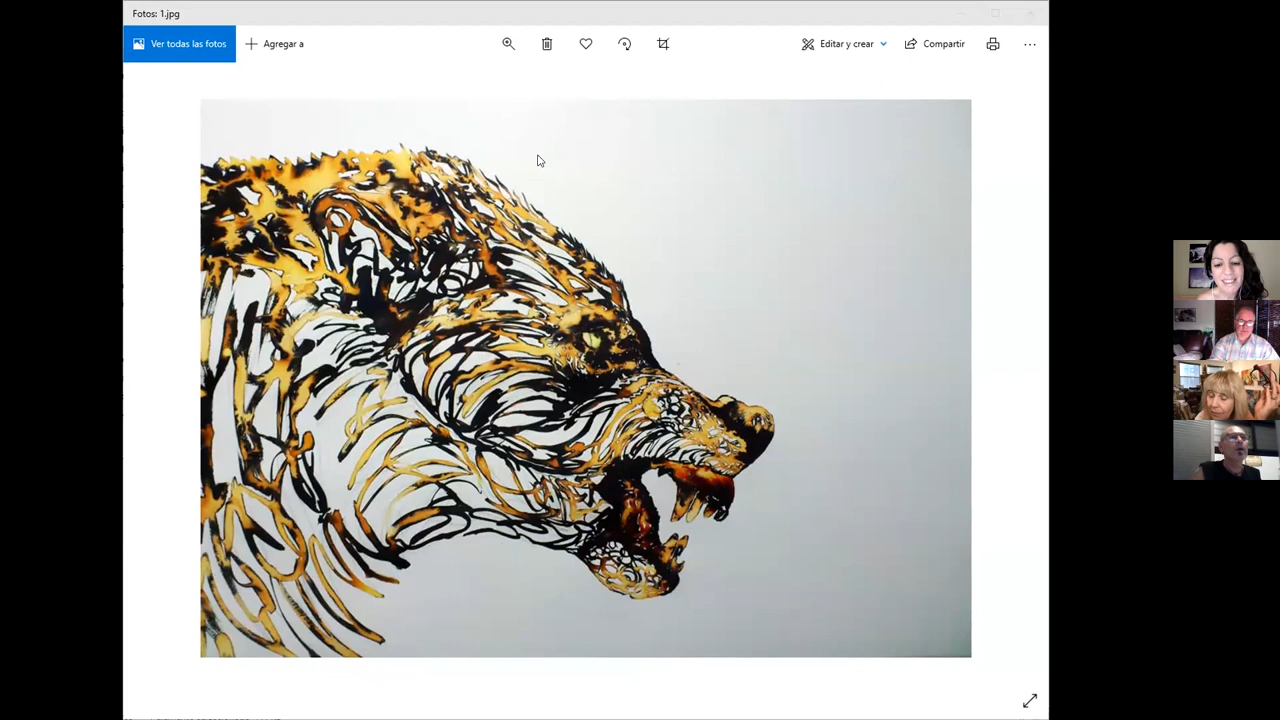 Fotos: 1.jpg
Ver todas las fotos
Agregar a
Editar y crear
Compartir